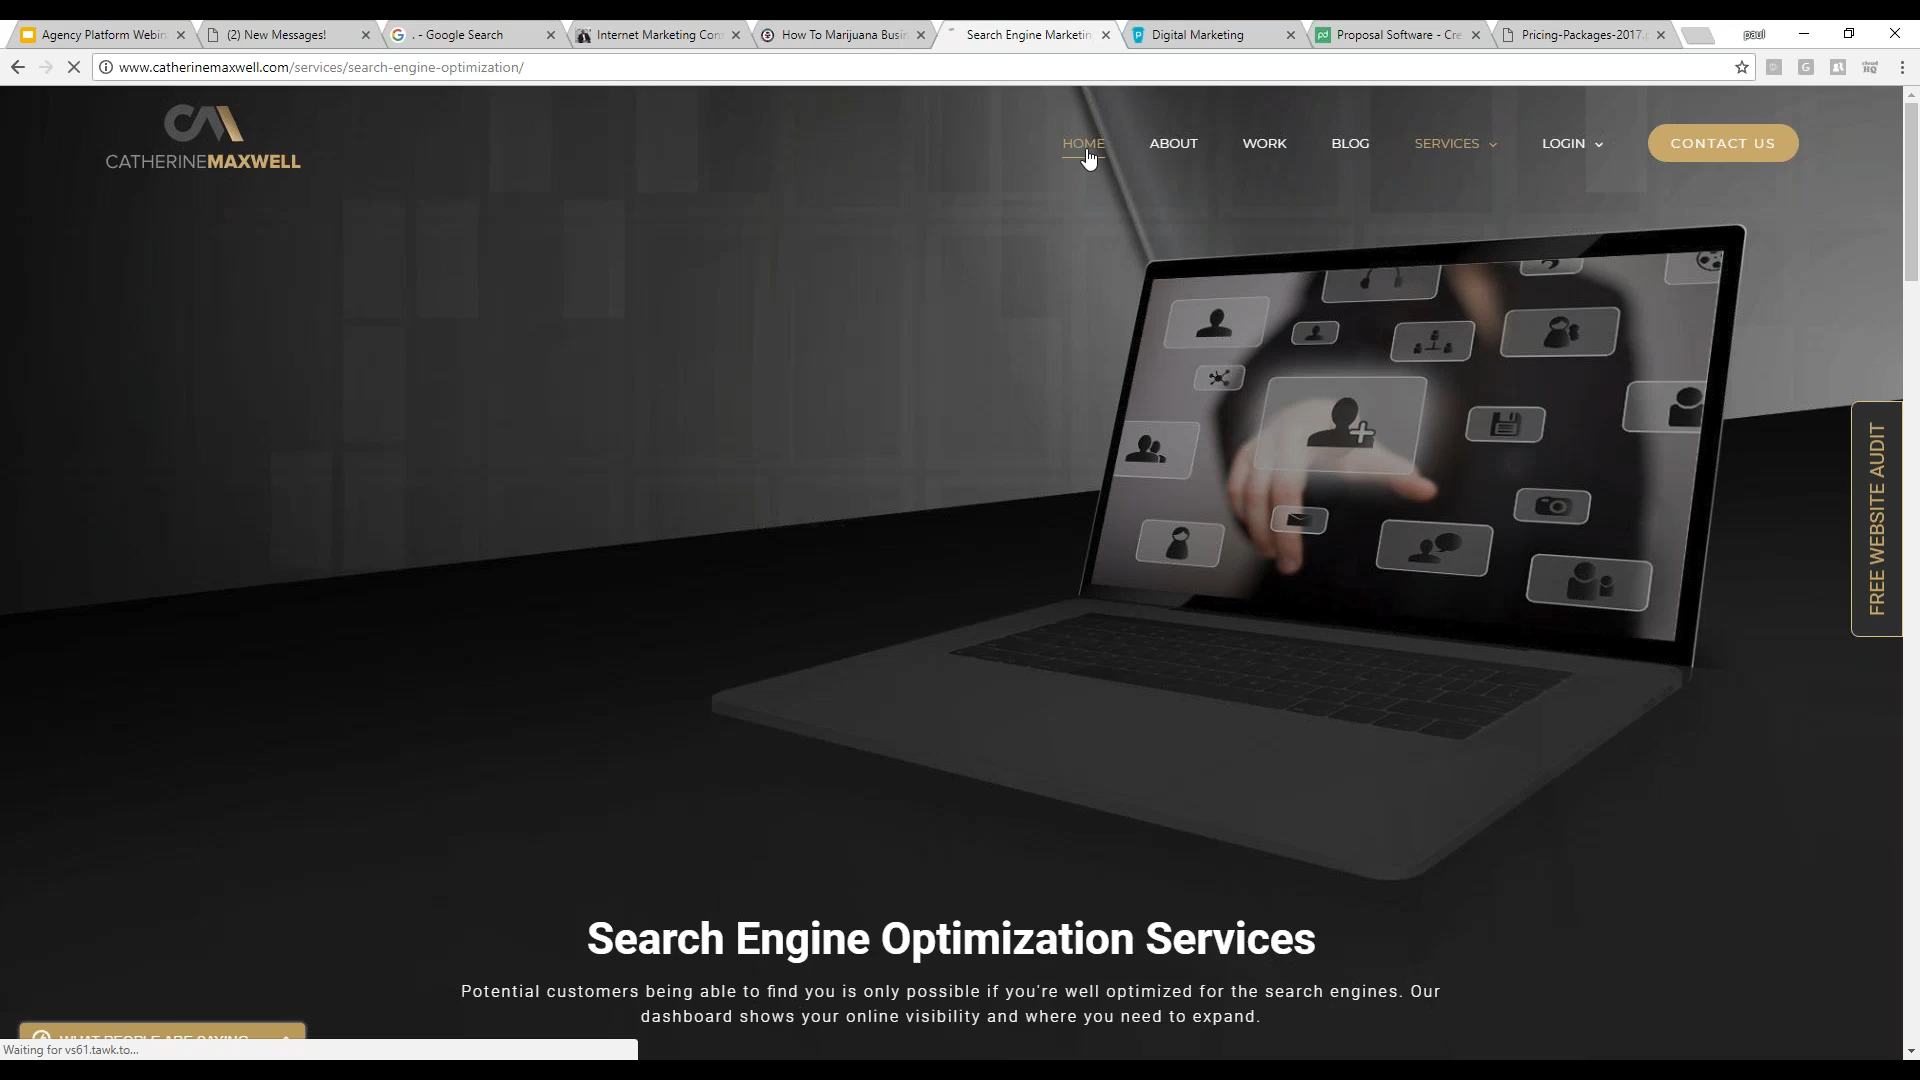 Agency Platform Webin
(2) New Messages!
. - Google Search
Internet Marketing Con
How To Marijuana Busi
Search Engine Marketin
Digital Marketing
Proposal Software - Cre
Pricing-Packages-2017.
paul
www.catherinemaxwell.com/services/search-engine-optimization/
CATHERINEMAXWELL
HOME
ABOUT
WORK
BLOG
SERVICES
LOGIN
CONTACT US
FREE WEBSITE AUDIT
Search Engine Optimization Services
Potential customers being able to find you is only possible if you're well optimized for the search engines. Our
dashboard shows your online visibility and where you need to expand.
WHAT PEOPLE ARE SAYING
Waiting for vs61.tawk.to...